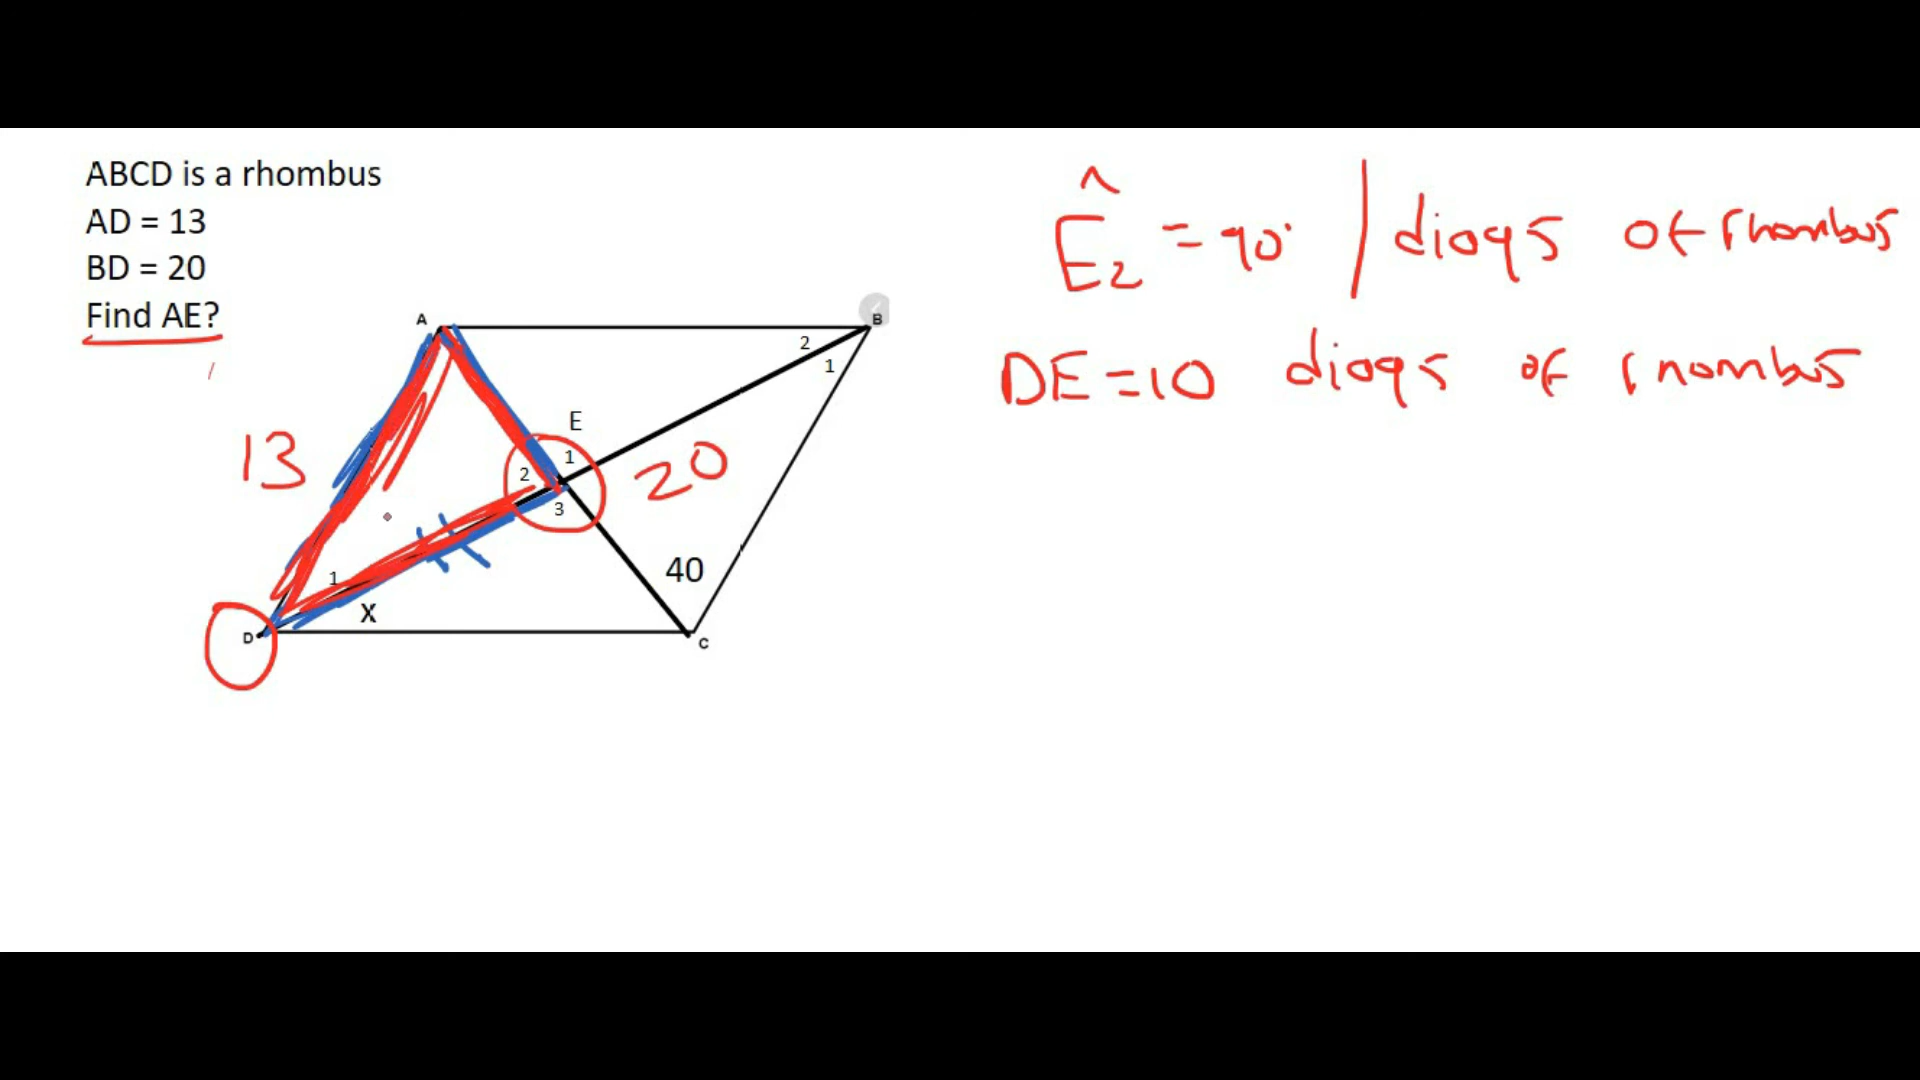 ABCD is a rhombus
AD = 13
BD = 20
Find AE?
A
B
2
1
E
1
2
3
13
20
40
1
X
D
C
Ê2 = 90° | diags of rhombus
DE = 10 diags of rhombus